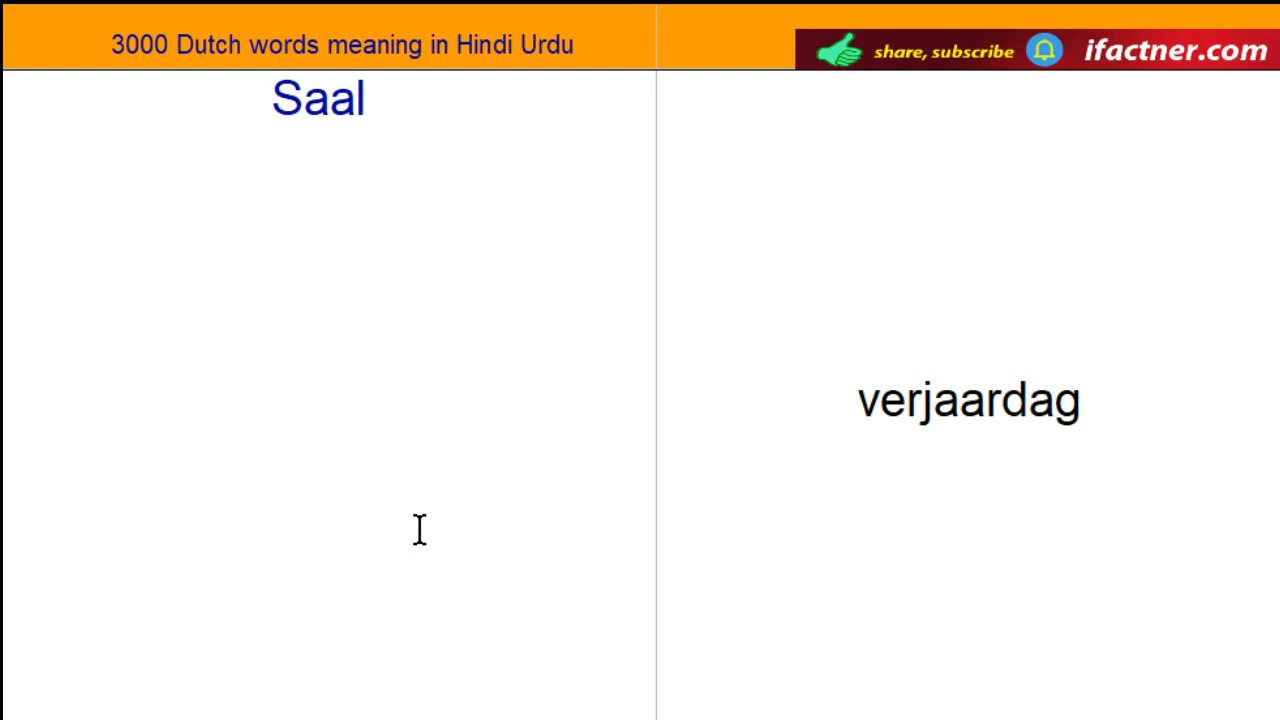 3000 Dutch words meaning in Hindi Urdu
share, subscribe
ifactner.com
Saal
verjaardag